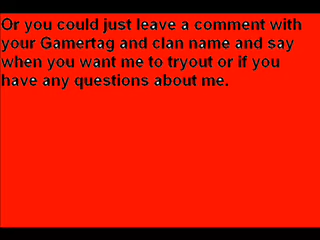 Or you could just leave a comment with
your Gamertag and clan name and say
when you want me to tryout or if you
have any questions about me.